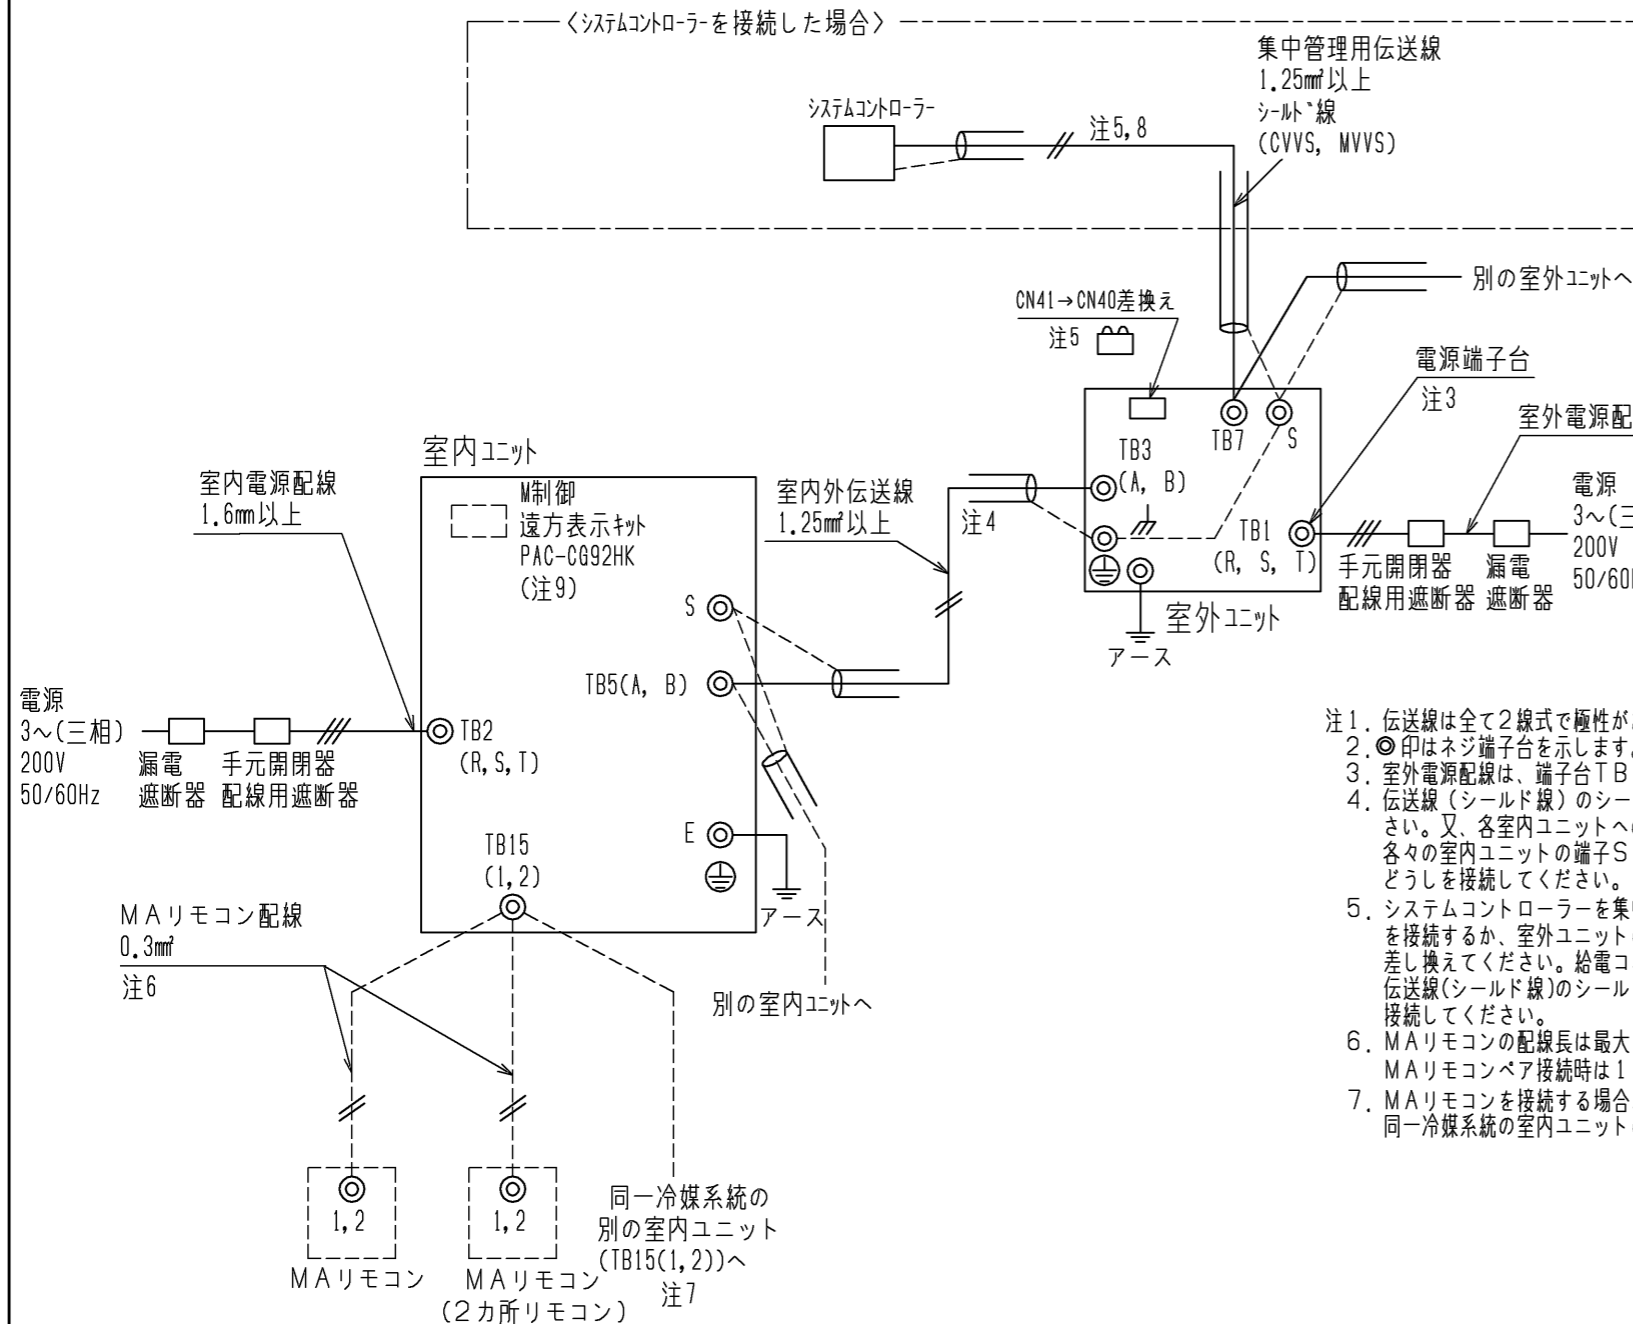 〈システムコントローラーを接続した場合〉
集中管理用伝送線
1.25㎟以上
シールド線
(CVVS, MVVS)
システムコントローラー
注5,8
別の室外ユニットへ
CN41→CN40差換え
注5
電源端子台
注3
室外電源配
TB7
S
TB3
(A, B)
TB1
(R, S, T)
室外ユニット
アース
手元開閉器
配線用遮断器
漏電
遮断器
電源
3～(三
200V
50/60
室内ユニット
室内電源配線
1.6mm以上
M制御
遠方表示キット
PAC-CG92HK
(注9)
室内外伝送線
1.25㎟以上
注4
S
TB5(A, B)
電源
3～(三相)
200V
50/60Hz
漏電
遮断器
手元開閉器
配線用遮断器
TB2
(R,S,T)
E
アース
TB15
(1,2)
MAリモコン配線
0.3㎟
注6
別の室内ユニットへ
1,2
MAリモコン
1,2
MAリモコン
(2カ所リモコン)
同一冷媒系統の
別の室内ユニット
(TB15(1,2))へ
注7
注1. 伝送線は全て2線式で極性が
2. ◎印はネジ端子台を示します。
3. 室外電源配線は、端子台TB
4. 伝送線（シールド線）のシー
さい。又、各室内ユニットへ
各々の室内ユニットの端子S
どうしを接続してください。
5. システムコントローラーを集
を接続するか、室外ユニット
差し換えてください。給電コ
伝送線(シールド線)のシール
接続してください。
6. MAリモコンの配線長は最大
MAリモコンペア接続時は1
7. MAリモコンを接続する場合
同一冷媒系統の室内ユニット